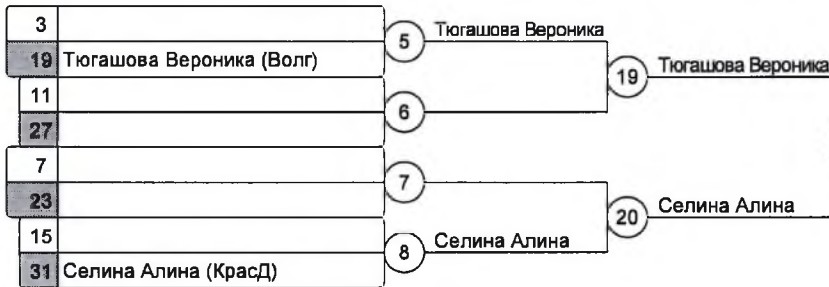 3
5 Тюгашова Вероника
19 Тюгашова Вероника (Волг)
19 Тюгашова Вероника
11
6
27
7
7
23
20 Селина Алина
15
8 Селина Алина
31 Селина Алина (КрасД)